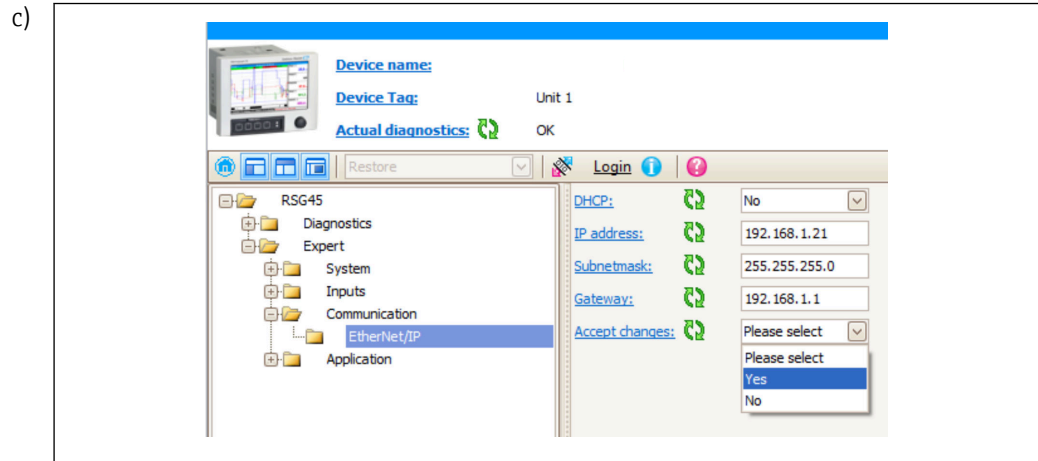 c)
Device name:
Device Tag: Unit 1
Actual diagnostics: OK
Restore Login
RSG45
Diagnostics
Expert
System
Inputs
Communication
EtherNet/IP
Application
DHCP: No
IP address: 192.168.1.21
Subnetmask: 255.255.255.0
Gateway: 192.168.1.1
Accept changes: Please select
Please select
Yes
No